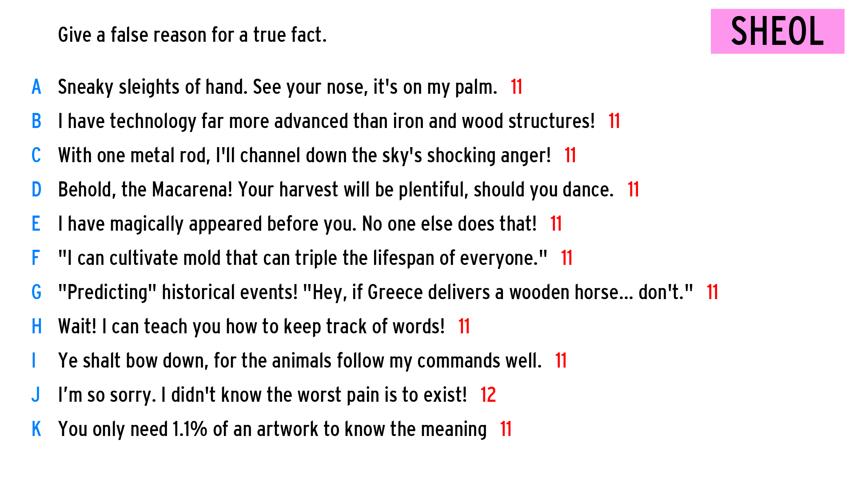 Give a false reason for a true fact.
SHEOL
A Sneaky sleights of hand. See your nose, it's on my palm. 11
B I have technology far more advanced than iron and wood structures! 11
C With one metal rod, I'll channel down the sky's shocking anger! 11
D Behold, the Macarena! Your harvest will be plentiful, should you dance. 11
E I have magically appeared before you. No one else does that! 11
F "I can cultivate mold that can triple the lifespan of everyone." 11
G "Predicting" historical events! "Hey, if Greece delivers a wooden horse... don't." 11
H Wait! I can teach you how to keep track of words! 11
I Ye shalt bow down, for the animals follow my commands well. 11
J I'm so sorry. I didn't know the worst pain is to exist! 12
K You only need 1.1% of an artwork to know the meaning 11